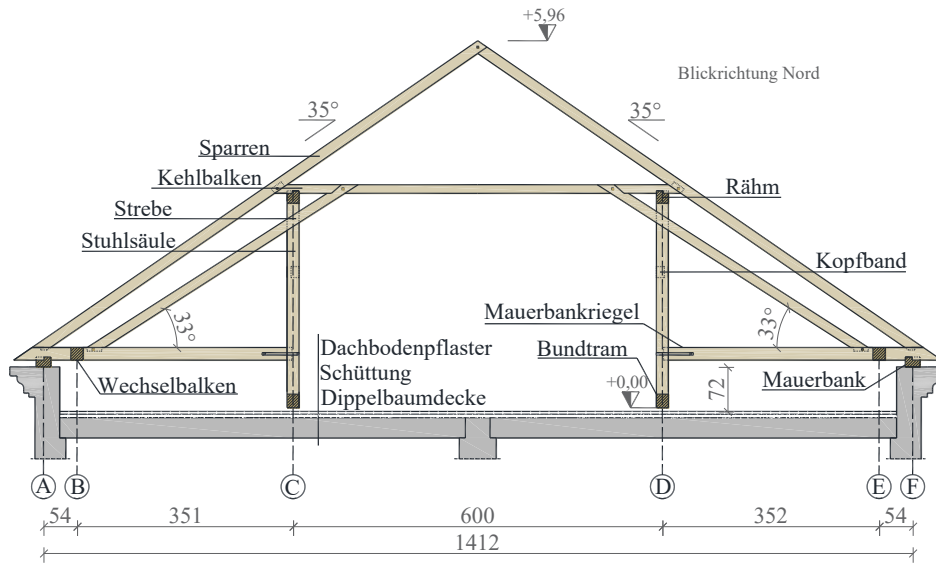 +5,96
Blickrichtung Nord
35°
35°
Sparren
Kehlbalken
Rähm
Strebe
Stuhlsäule
Kopfband
33°
Mauerbankriegel
33°
Dachbodenpflaster
Bundtram
Schüttung
Wechselbalken
+0,00
72
Mauerbank
Dippelbaumdecke
A B C D E F
54 351 600 352 54
1412